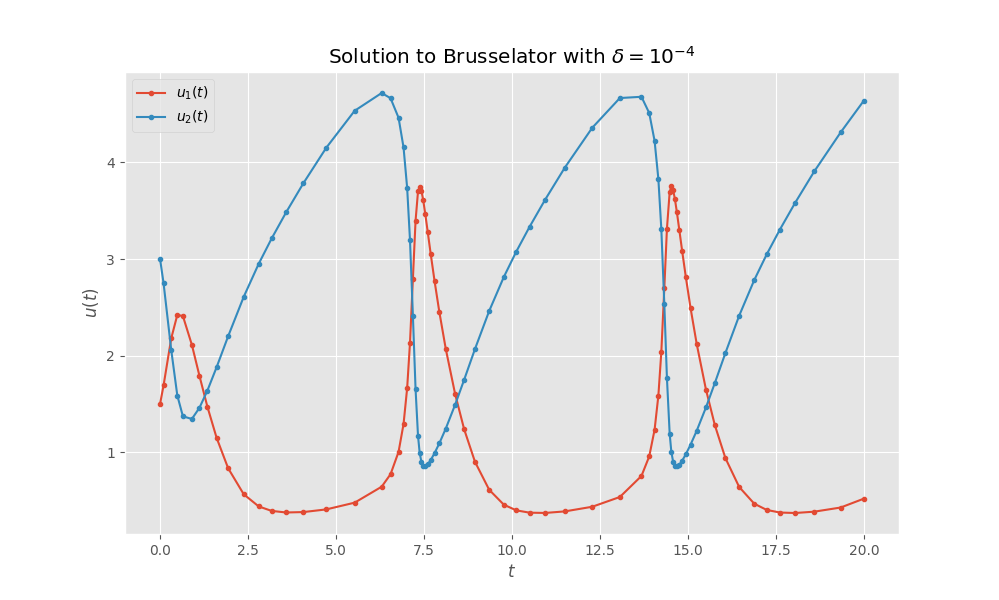 Solution to Brusselator with δ = 10⁻⁴
u₁(t)
u₂(t)
u(t)
4
3
2
1
0.0 2.5 5.0 7.5 10.0 12.5 15.0 17.5 20.0
t